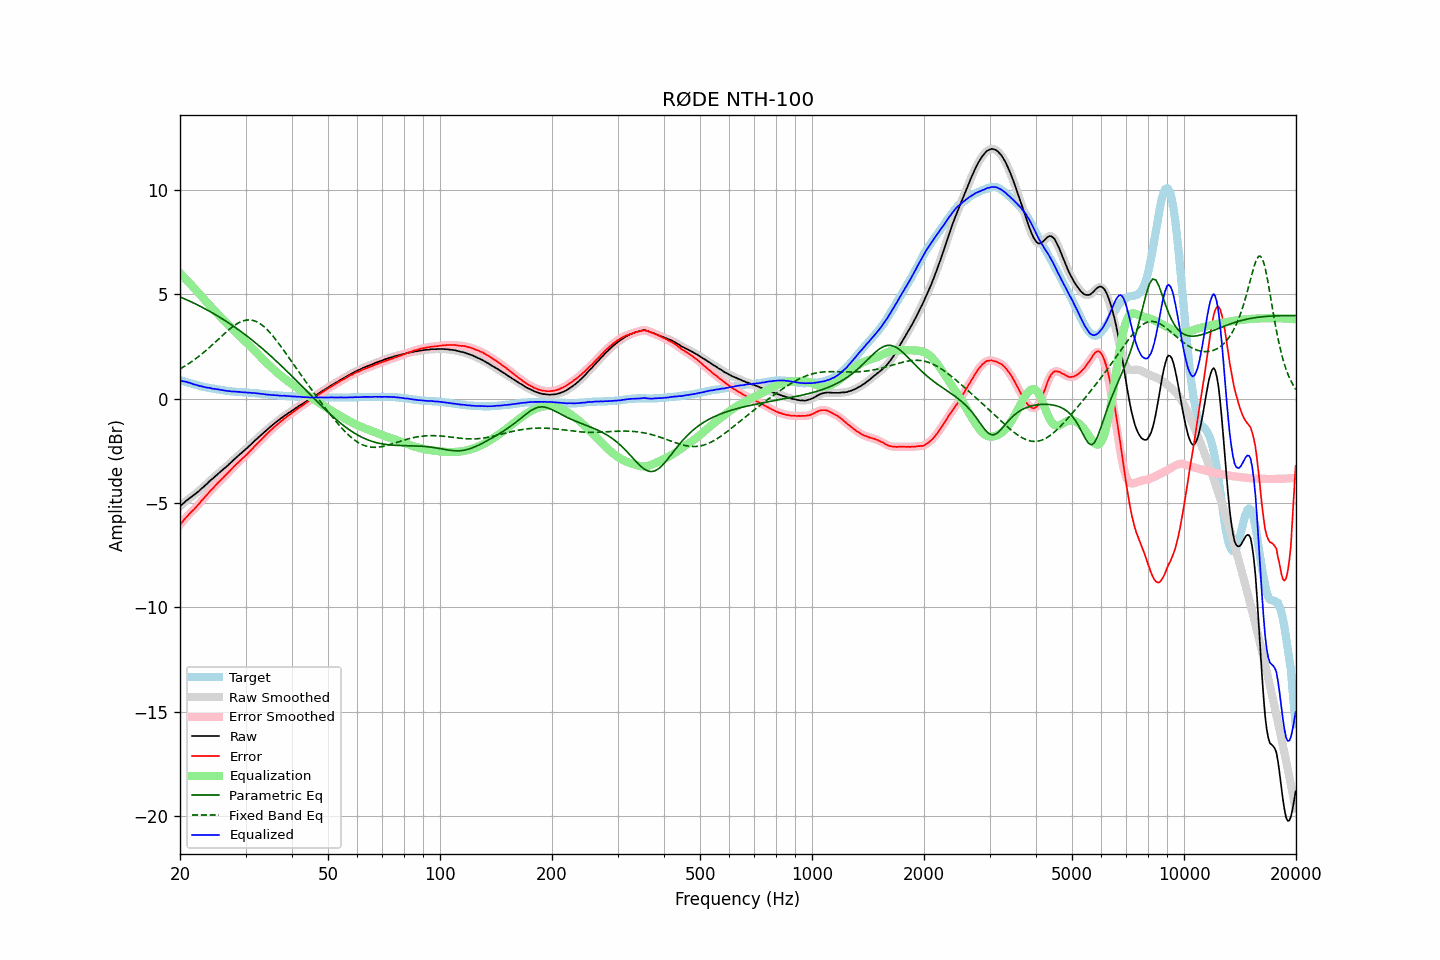 RØDE NTH-100
Amplitude (dBr)
10
5
0
−5
−10
−15
−20
Target
Raw Smoothed
Error Smoothed
Raw
Error
Equalization
Parametric Eq
Fixed Band Eq
Equalized
20 50 100 200 500 1000 2000 5000 10000 20000
Frequency (Hz)